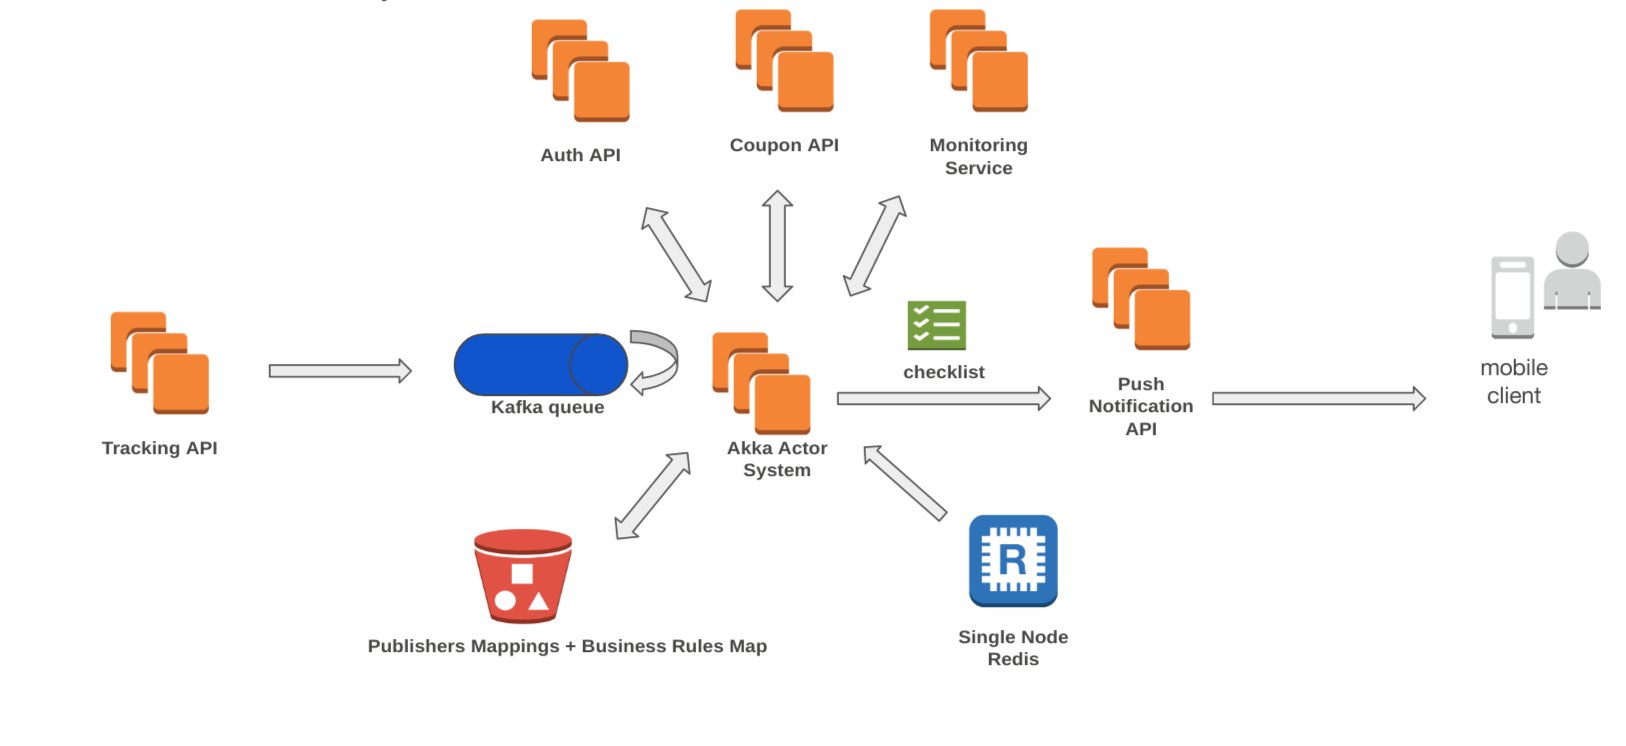 Auth API
Coupon API
Monitoring
Service
checklist
Kafka queue
Tracking API
Akka Actor
System
Push
Notification
API
mobile
client
R
Publishers Mappings + Business Rules Map
Single Node
Redis